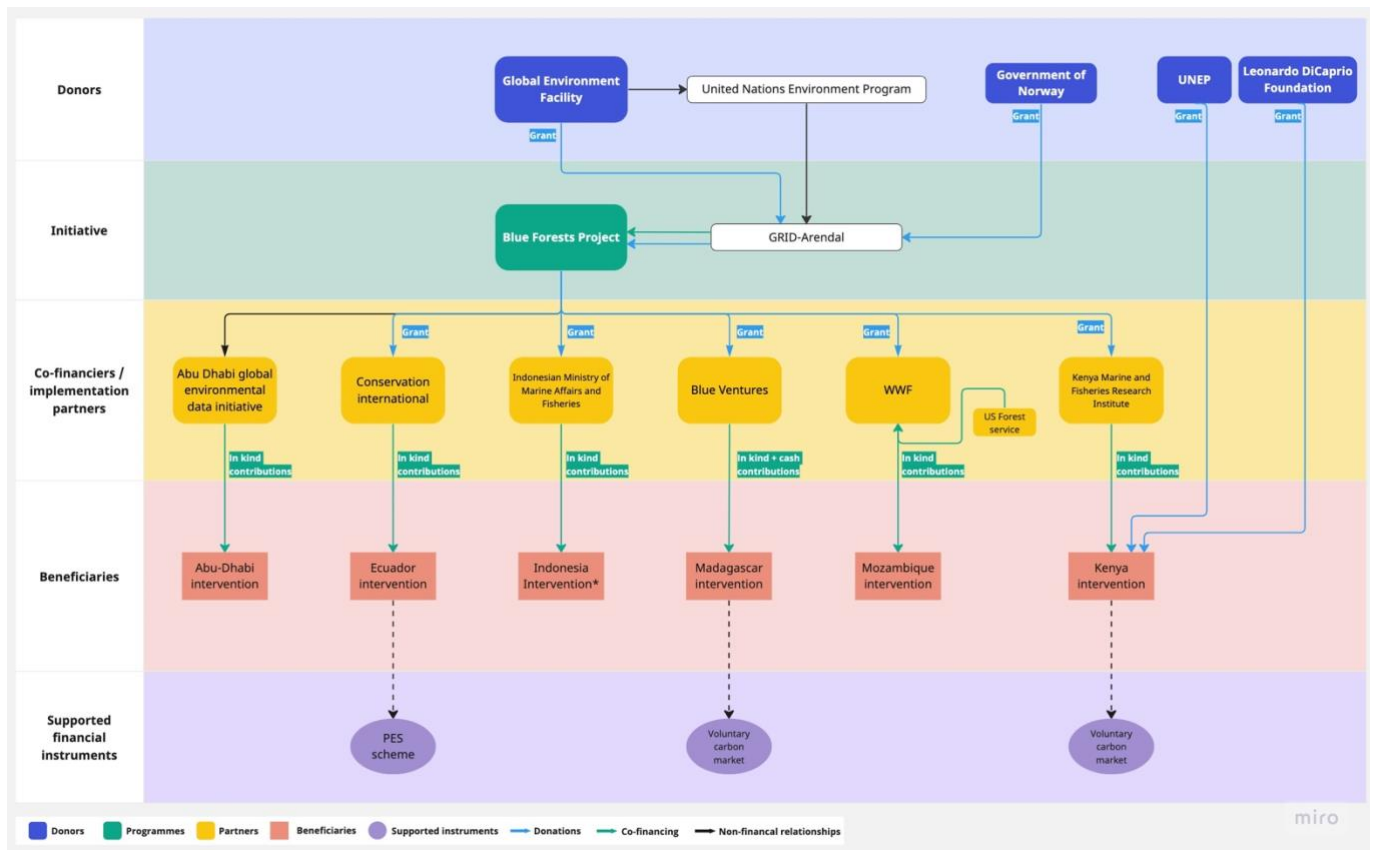 Donors
Global Environment
Facility
United Nations Environment Program
Government of
Norway
UNEP
Leonardo DiCaprio
Foundation
Grant
Grant
Grant
Grant
Initiative
Blue Forests Project
GRID-Arendal
Co-financiers /
implementation
partners
Grant
Grant
Grant
Grant
Grant
Abu Dhabi global
environmental
data initiative
Conservation
international
Indonesian Ministry of
Marine Affairs and
Fisheries
Blue Ventures
WWF
US Forest
service
Kenya Marine and
Fisheries Research
Institute
In kind
contributions
In kind
contributions
In kind
contributions
In kind + cash
contributions
In kind
contributions
In kind
contributions
Beneficiaries
Abu-Dhabi
intervention
Ecuador
intervention
Indonesia
Intervention*
Madagascar
intervention
Mozambique
intervention
Kenya
intervention
Supported
financial
instruments
PES
scheme
Voluntary
carbon
market
Voluntary
carbon
market
miro
Donors
Programmes
Partners
Beneficiaries
Supported instruments
Donations
Co-financing
Non-financal relationships